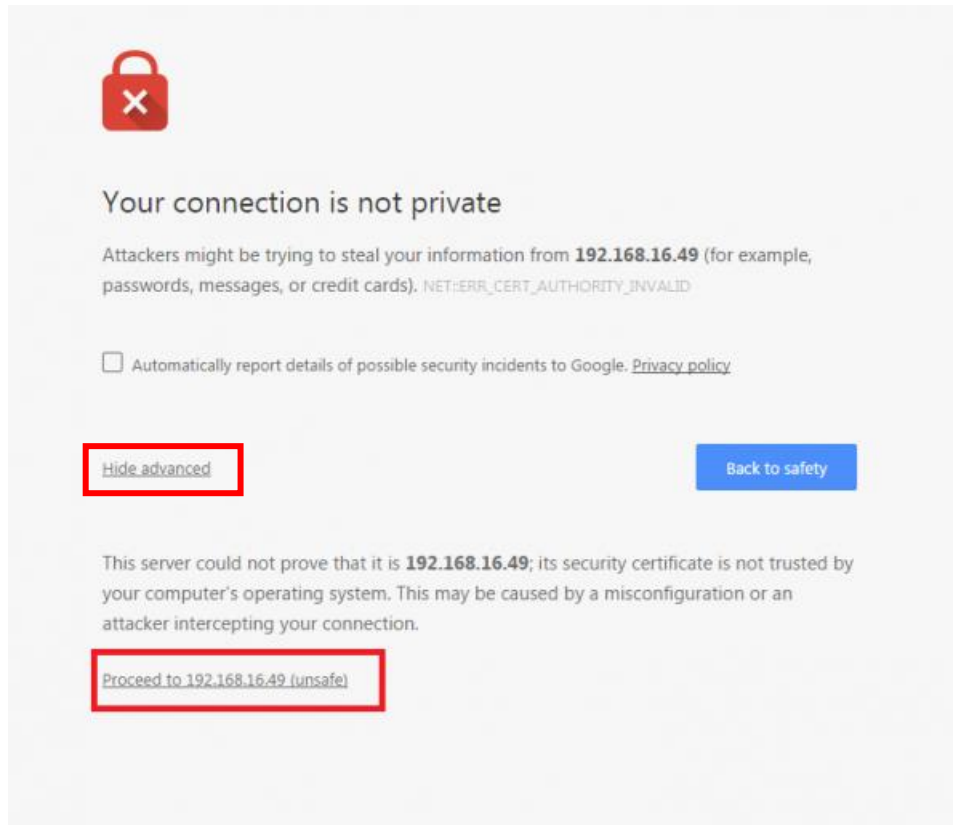 Your connection is not private
Attackers might be trying to steal your information from 192.168.16.49 (for example,
passwords, messages, or credit cards). NET::ERR_CERT_AUTHORITY_INVALID
Automatically report details of possible security incidents to Google. Privacy policy
Hide advanced
Back to safety
This server could not prove that it is 192.168.16.49; its security certificate is not trusted by
your computer's operating system. This may be caused by a misconfiguration or an
attacker intercepting your connection.
Proceed to 192.168.16.49 (unsafe)